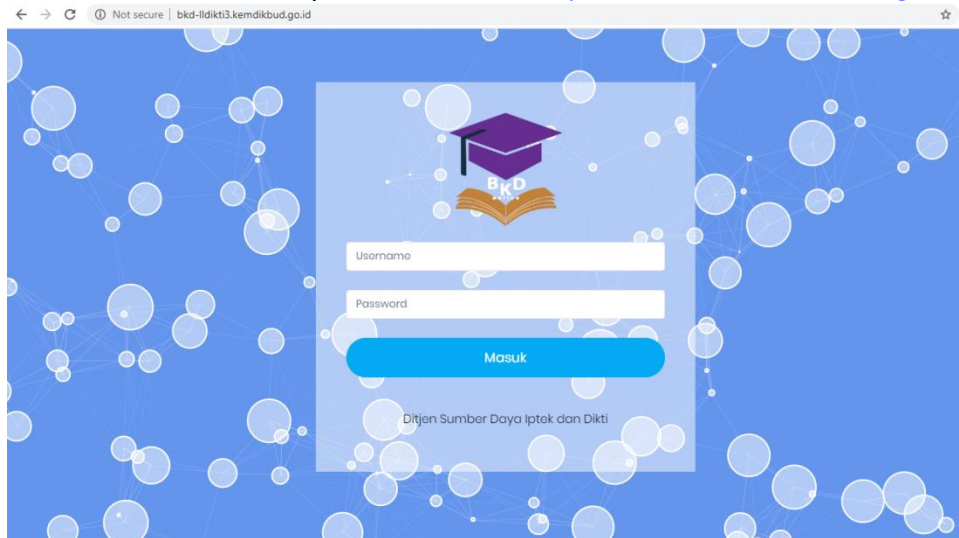 Not secure | bkd-lldikti3.kemdikbud.go.id
BKD
Username
Password
Masuk
Ditjen Sumber Daya Iptek dan Dikti